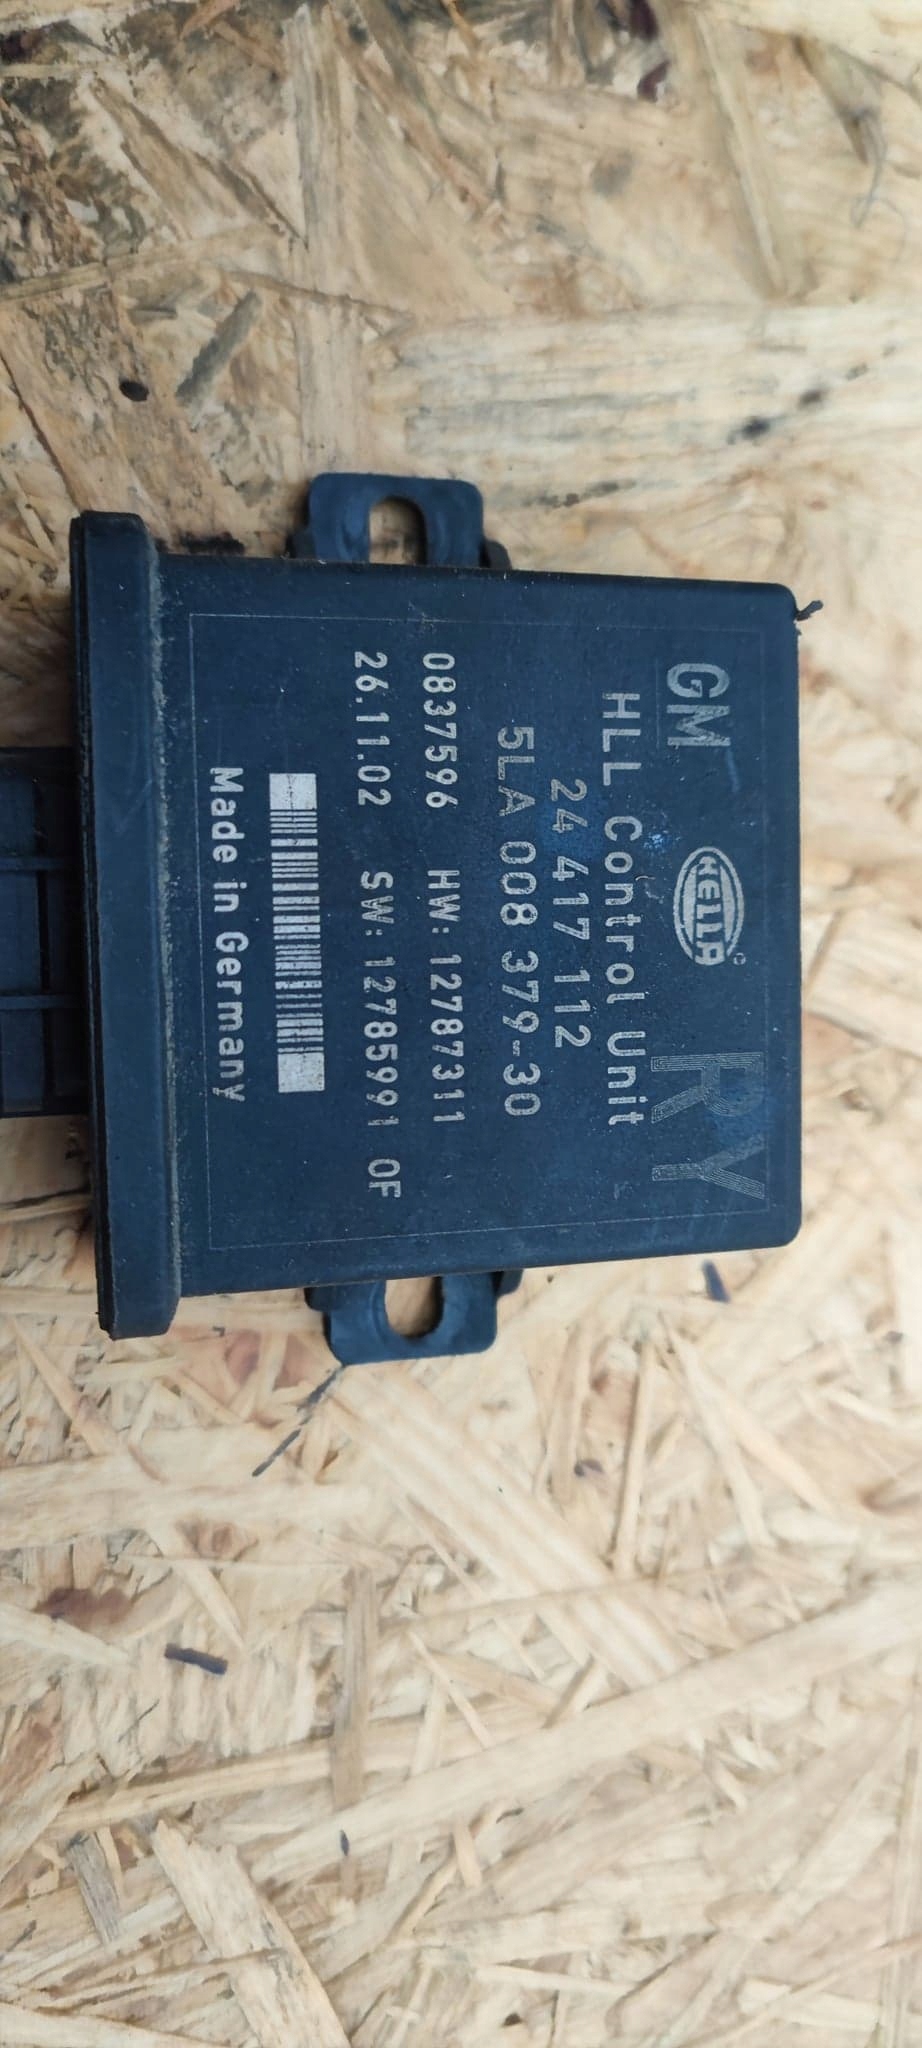 GM HELLA RY
HLL Control Unit
24 417 112
5LA 008 379-30
0837596 HW: 12787311
26.11.02 SW: 12785991 0F
Made in Germany